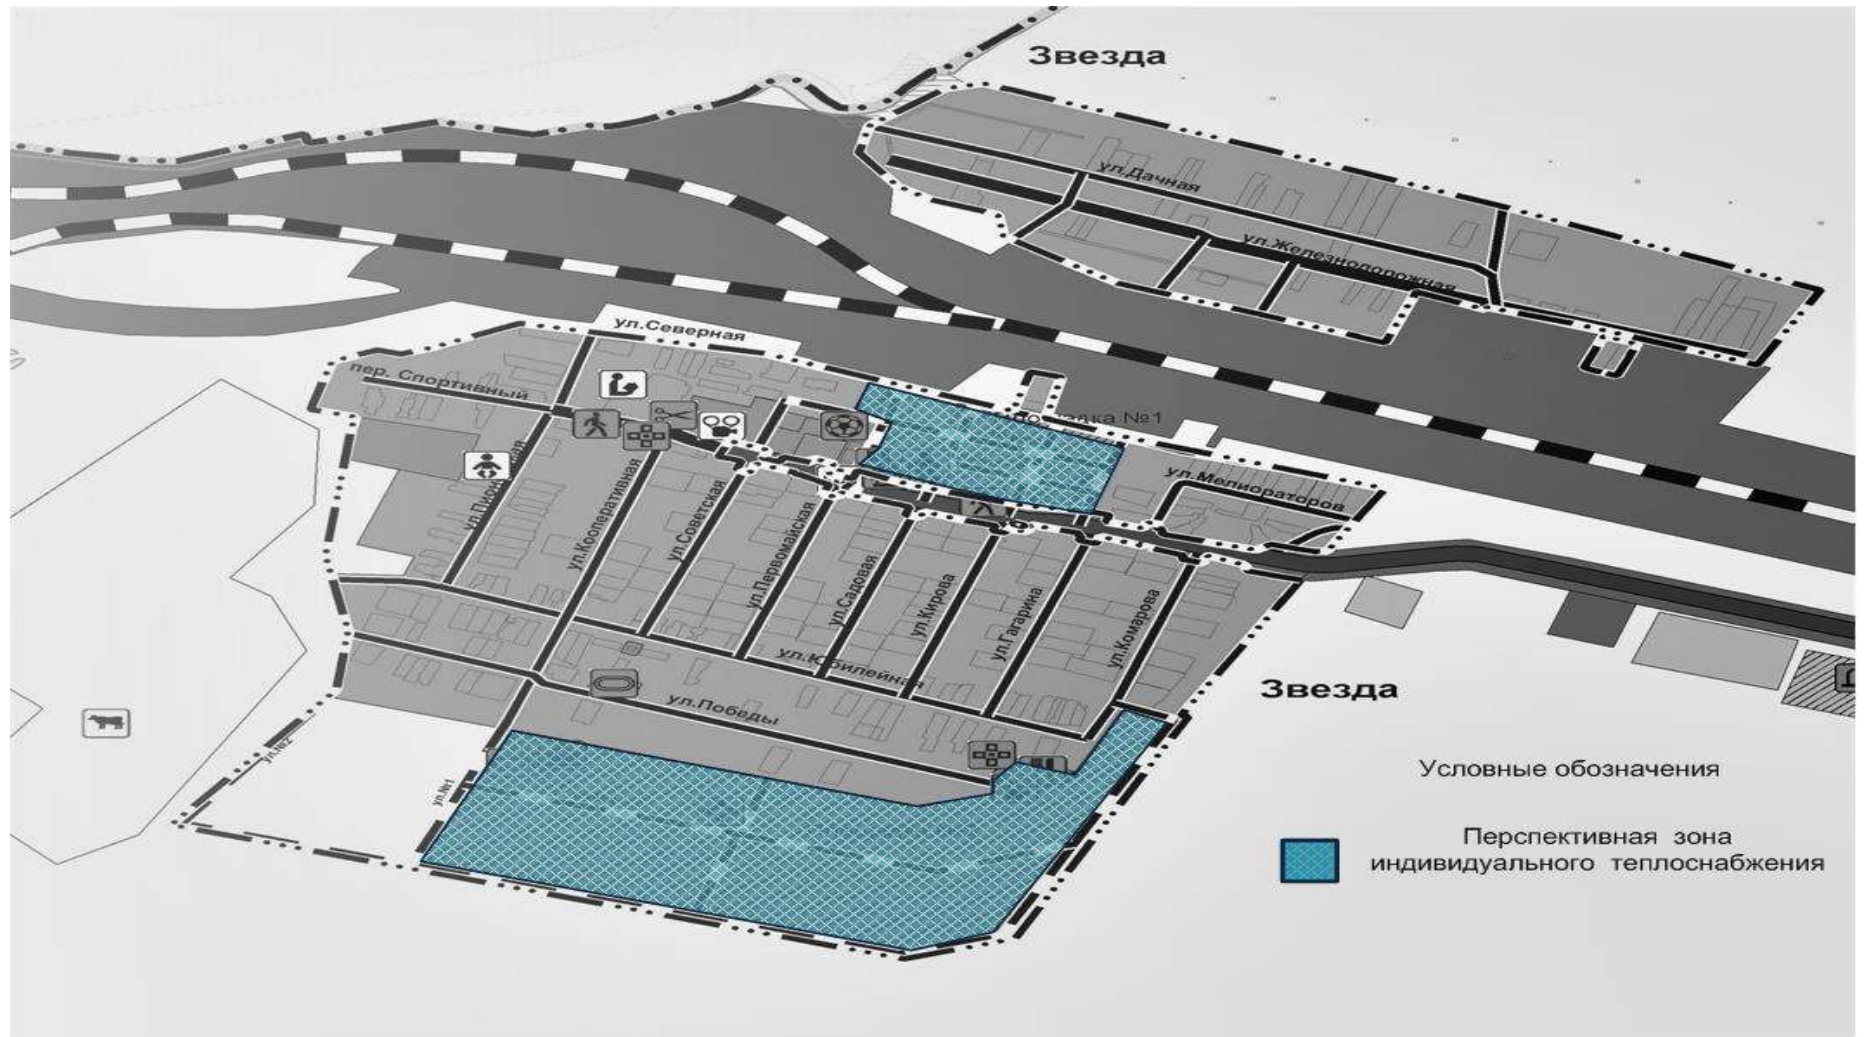 Звезда
ул.Дачная
ул.Железнодорожная
ул.Северная
пер. Спортивный
№1
ул.Мелиораторов
ул.Кооперативная
ул.Советская
ул.Первомайская
ул.Садовая
ул.Кирова
ул.Гагарина
ул.Комарова
ул.Юбилейная
ул.Победы
Звезда
ул.№2
ул.№1
Условные обозначения
Перспективная зона
индивидуального теплоснабжения